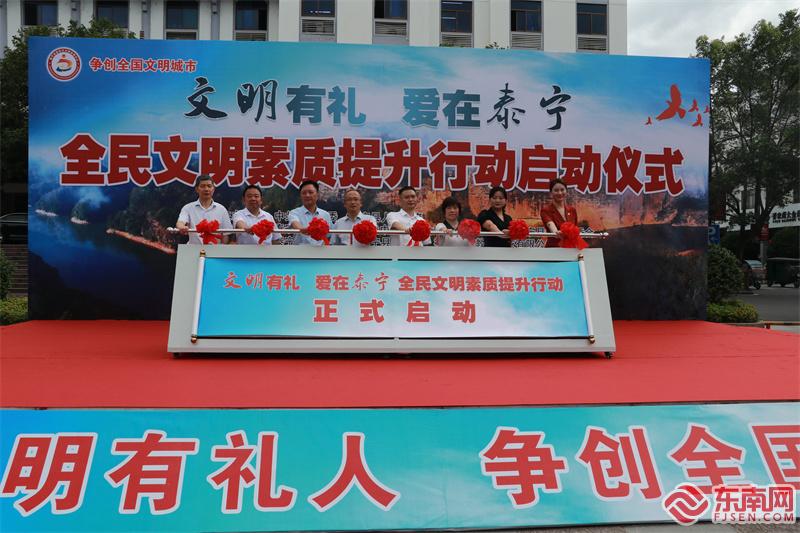 争创全国文明城市
文明有礼 爱在泰宁
全民文明素质提升行动启动仪式
文明有礼 爱在泰宁 全民文明素质提升行动
正式启动
明有礼人 争创全国
东南网
FJSEN.COM